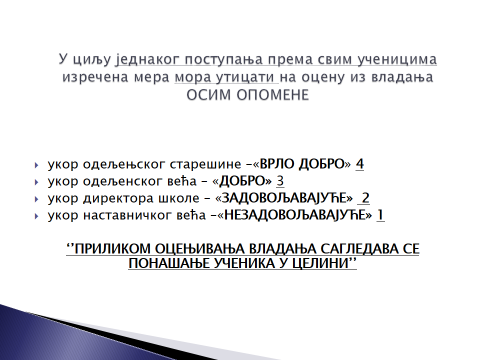 У циљу једнаког поступања према свим ученицима
изречена мера мора утицати на оцену из владања
ОСИМ ОПОМЕНЕ
укор одељењског старешине –«ВРЛО ДОБРО» 4
укор одељенског већа – «ДОБРО» 3
укор директора школе – «ЗАДОВОЉАВАЈУЋЕ» 2
укор наставничког већа –«НЕЗАДОВОЉАВАЈУЋЕ» 1
‘’ПРИЛИКОМ ОЦЕЊИВАЊА ВЛАДАЊА САГЛЕДАВА СЕ
ПОНАШАЊЕ УЧЕНИКА У ЦЕЛИНИ’’